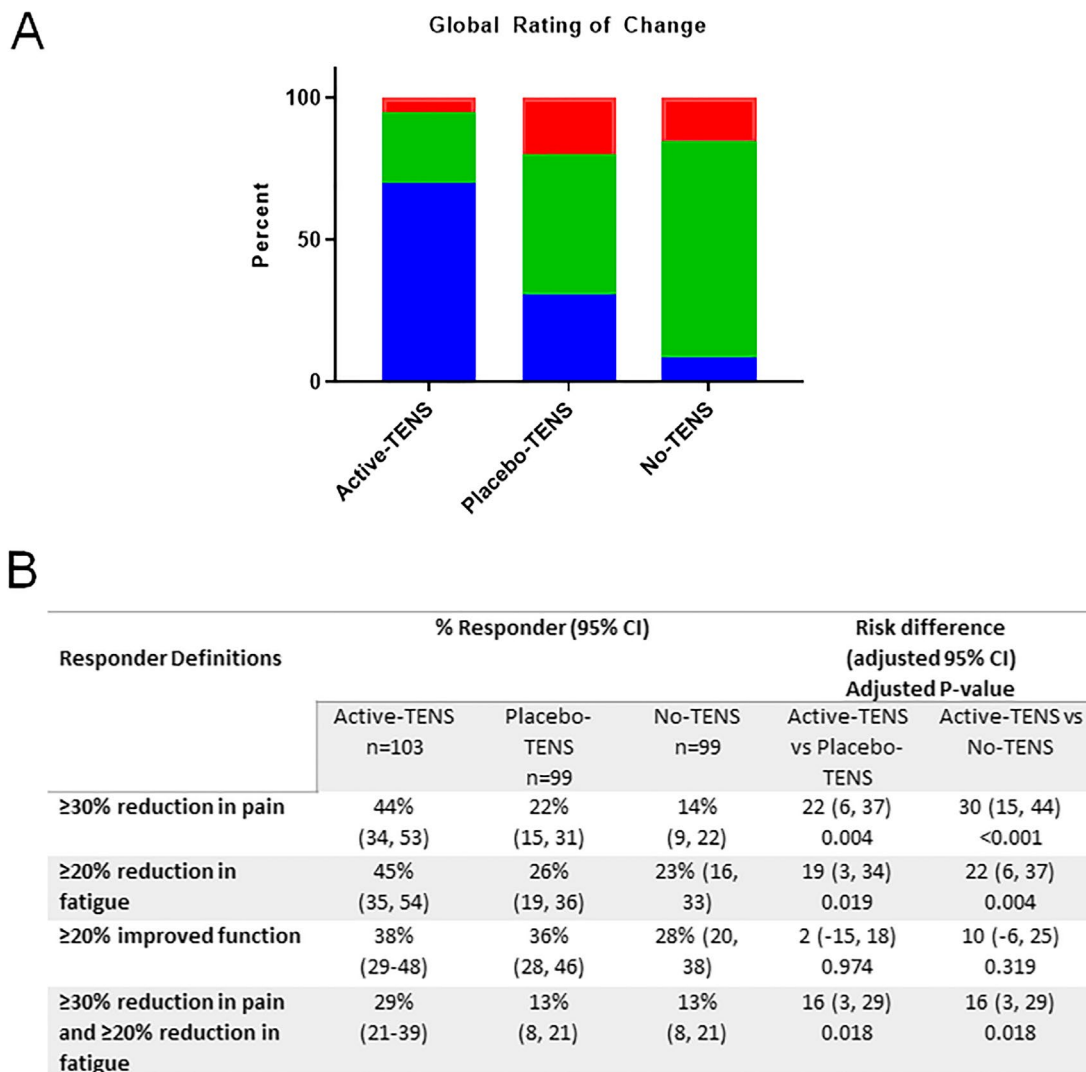 A
Global Rating of Change
Percent
100
50
0
Active-TENS
Placebo-TENS
No-TENS
B
Responder Definitions
% Responder (95% CI)
Risk difference
(adjusted 95% CI)
Adjusted P-value
Active-TENS
n=103
Placebo-
TENS
n=99
No-TENS
n=99
Active-TENS
vs Placebo-
TENS
Active-TENS vs
No-TENS
≥30% reduction in pain
44%
(34, 53)
22%
(15, 31)
14%
(9, 22)
22 (6, 37)
0.004
30 (15, 44)
<0.001
≥20% reduction in
fatigue
45%
(35, 54)
26%
(19, 36)
23% (16,
33)
19 (3, 34)
0.019
22 (6, 37)
0.004
≥20% improved function
38%
(29-48)
36%
(28, 46)
28% (20,
38)
2 (-15, 18)
0.974
10 (-6, 25)
0.319
≥30% reduction in pain
and ≥20% reduction in
fatigue
29%
(21-39)
13%
(8, 21)
13%
(8, 21)
16 (3, 29)
0.018
16 (3, 29)
0.018